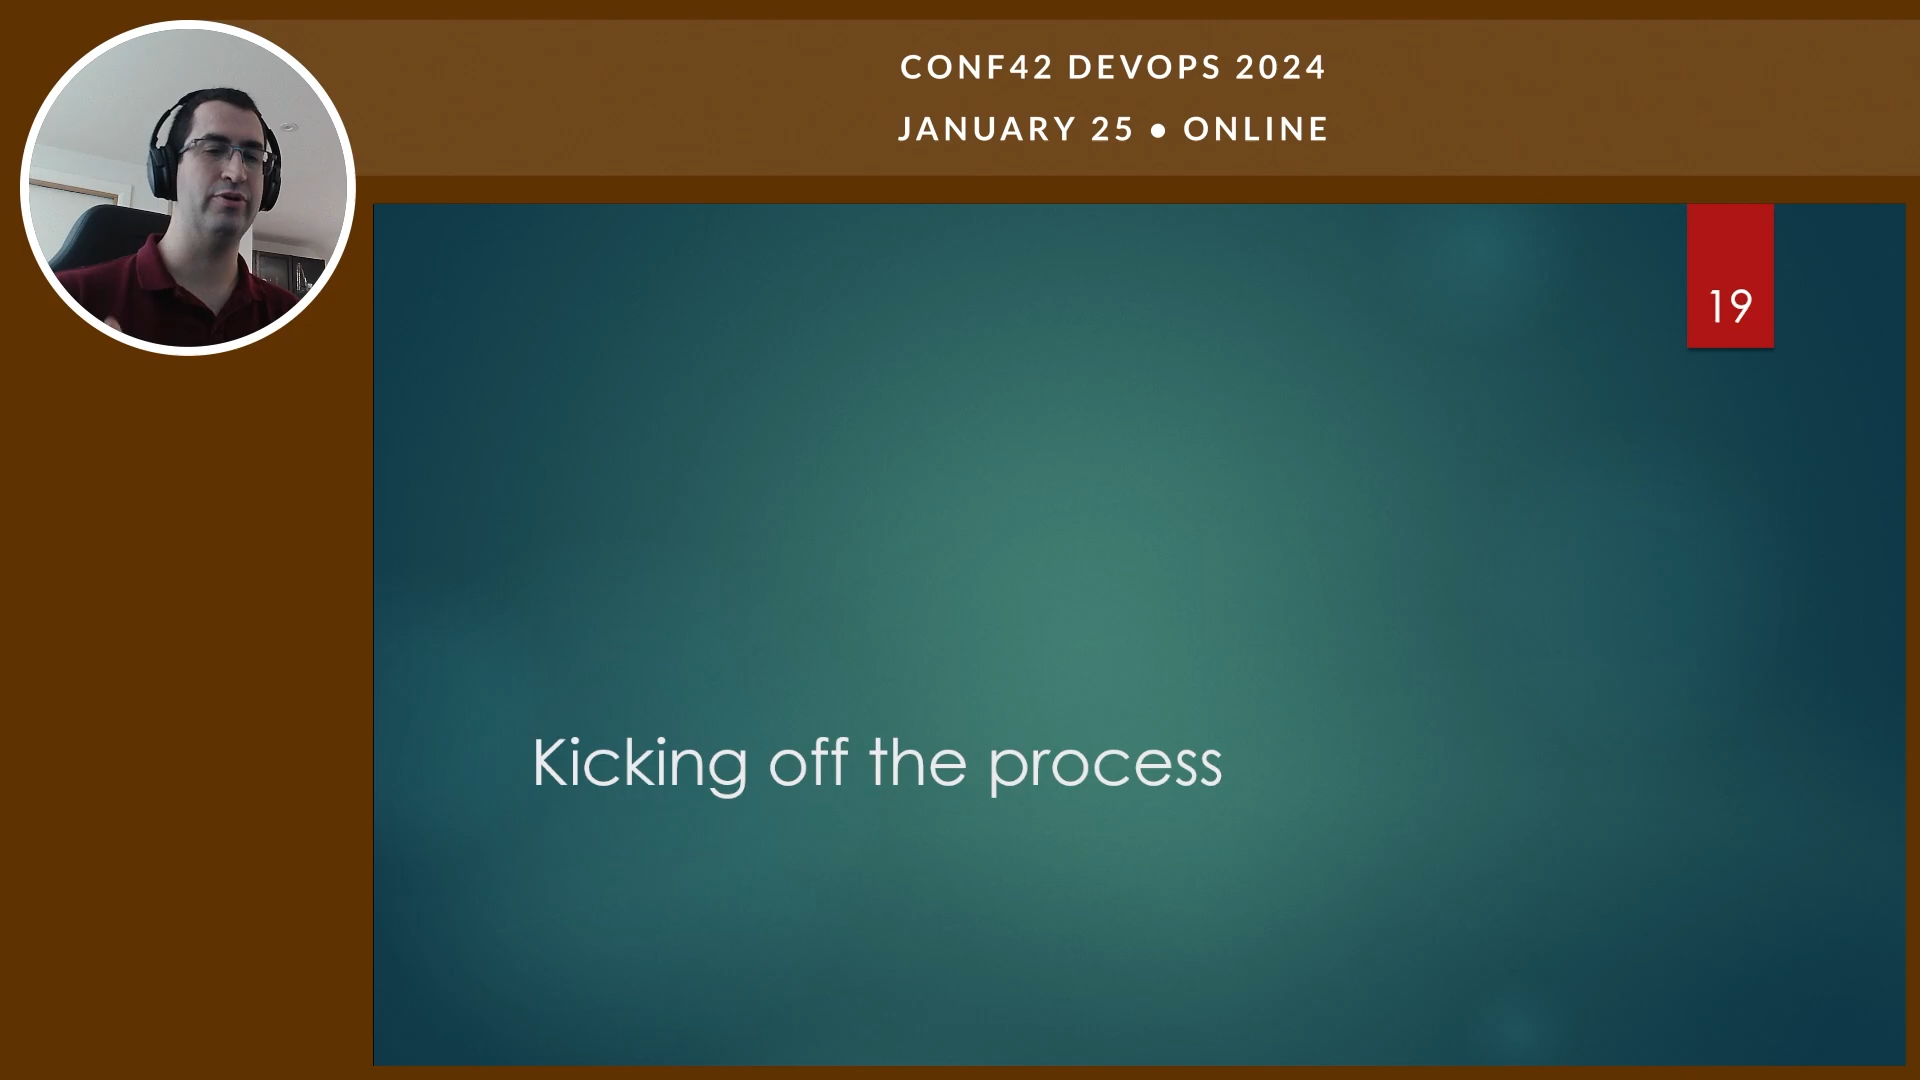 CONF42 DEVOPS 2024
JANUARY 25 • ONLINE
19
Kicking off the process